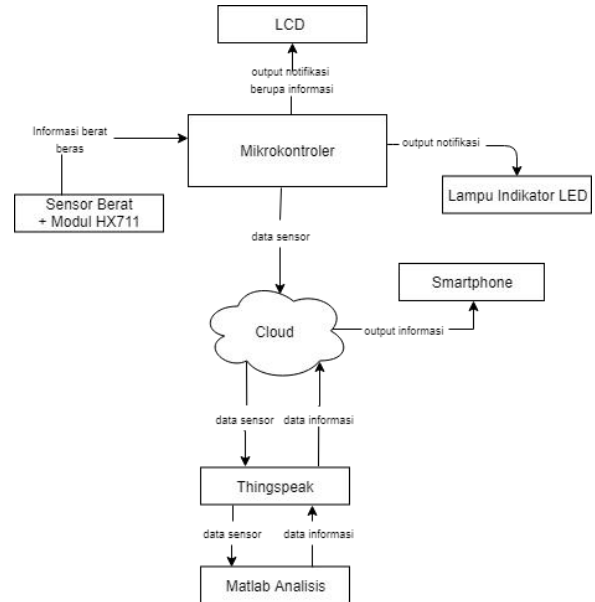 LCD
output notifikasi
berupa informasi
Informasi berat
beras
Mikrokontroler
output notifikasi
Sensor Berat
+ Modul HX711
Lampu Indikator LED
data sensor
Smartphone
Cloud
output informasi
data sensor
data informasi
Thingspeak
data sensor
data informasi
Matlab Analisis